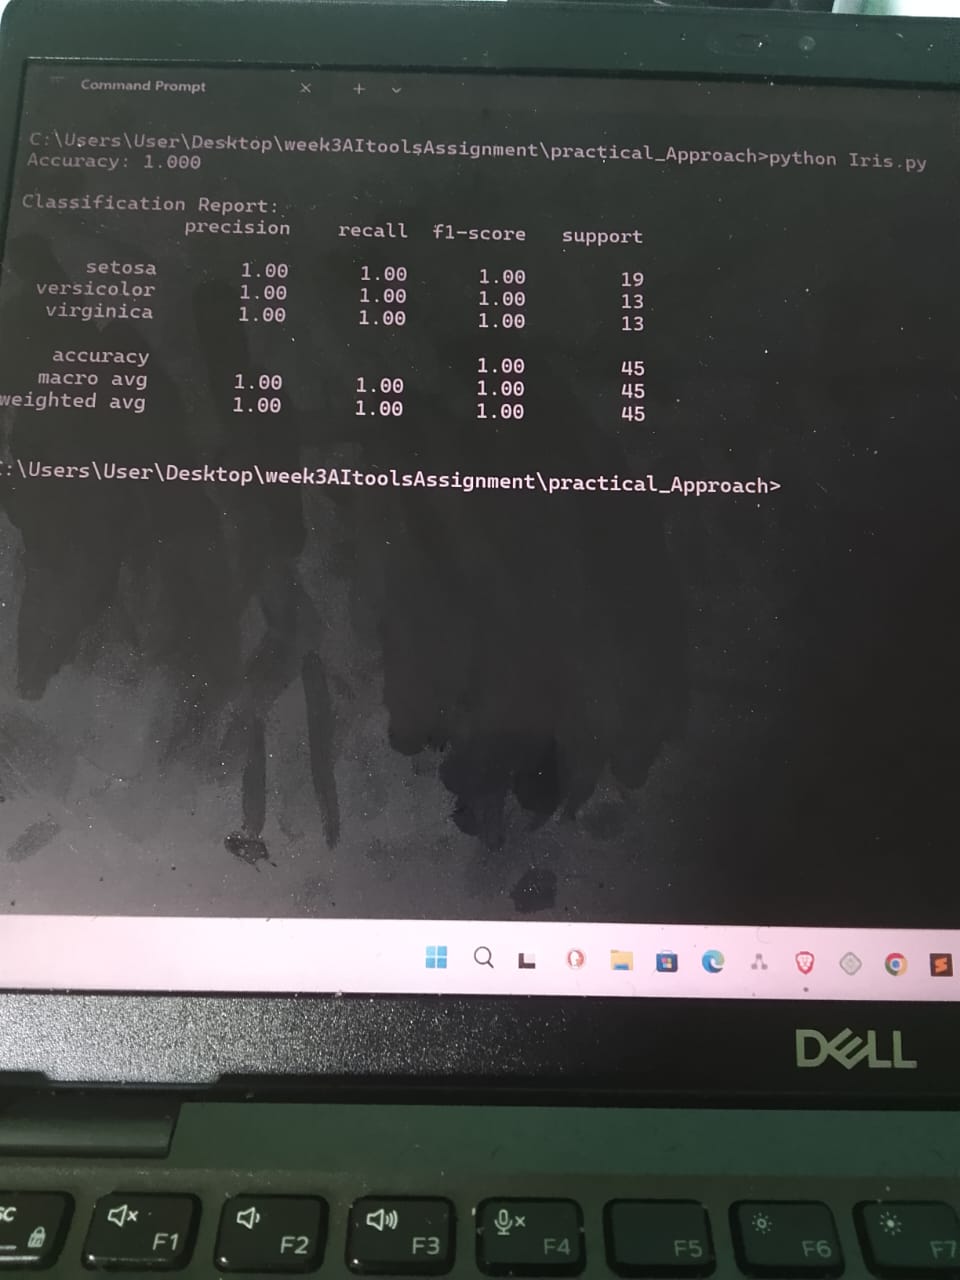 Command Prompt
C:\Users\User\Desktop\week3AItoolsAssignment\practical_Approach>python Iris.py
Accuracy: 1.000
Classification Report:
precision recall f1-score support
setosa 1.00 1.00 1.00 19
versicolor 1.00 1.00 1.00 13
virginica 1.00 1.00 1.00 13
accuracy 1.00 45
macro avg 1.00 1.00 1.00 45
weighted avg 1.00 1.00 1.00 45
:\Users\User\Desktop\week3AItoolsAssignment\practical_Approach>
DELL
sc F1 F2 F3 F4 F5 F6 F7